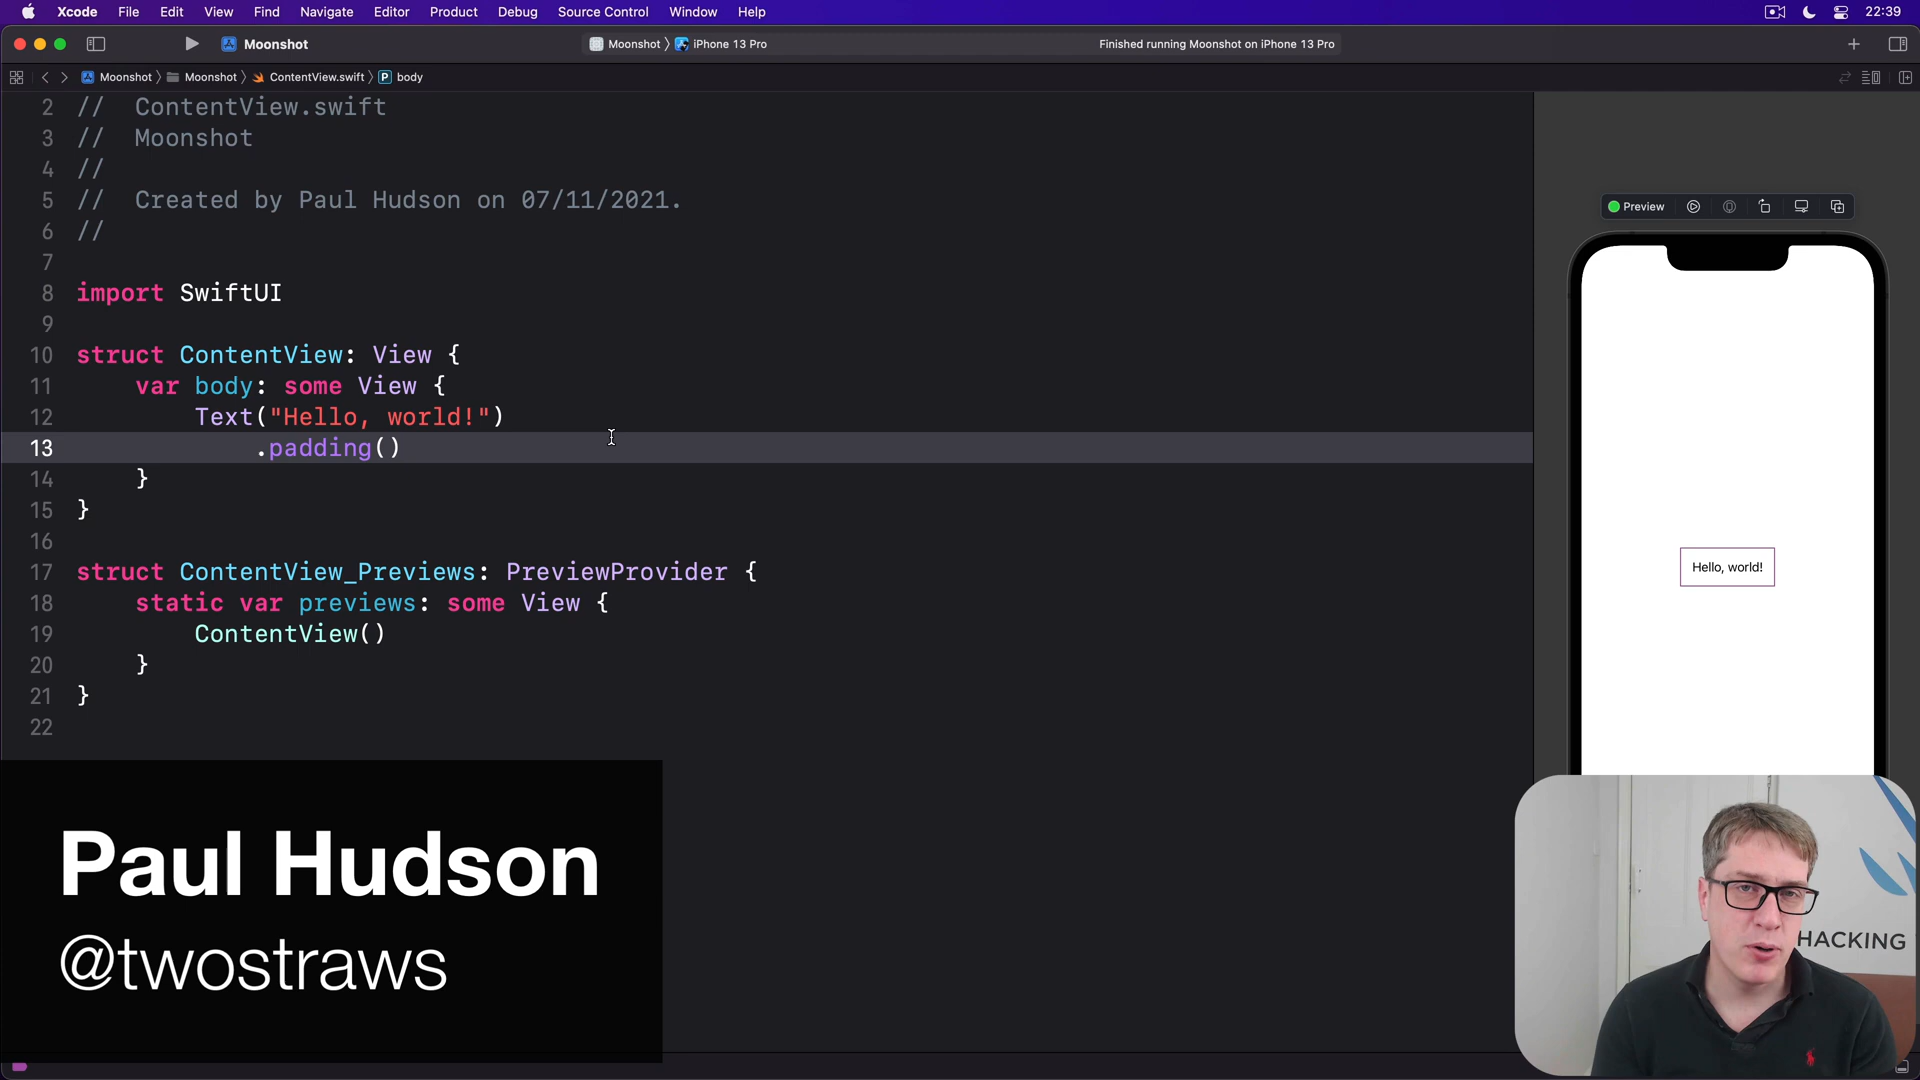 Xcode File Edit View Find Navigate Editor Product Debug Source Control Window Help 22:39
Moonshot Moonshot iPhone 13 Pro Finished running Moonshot on iPhone 13 Pro
Moonshot Moonshot ContentView.swift P body
2 // ContentView.swift
3 // Moonshot
4 //
5 // Created by Paul Hudson on 07/11/2021.
6 //
7
8 import SwiftUI
9
10 struct ContentView: View {
11 var body: some View {
12 Text("Hello, world!")
13 .padding()
14 }
15 }
16
17 struct ContentView_Previews: PreviewProvider {
18 static var previews: some View {
19 ContentView()
20 }
21 }
22
Preview
Hello, world!
Paul Hudson
@twostraws
HACKING